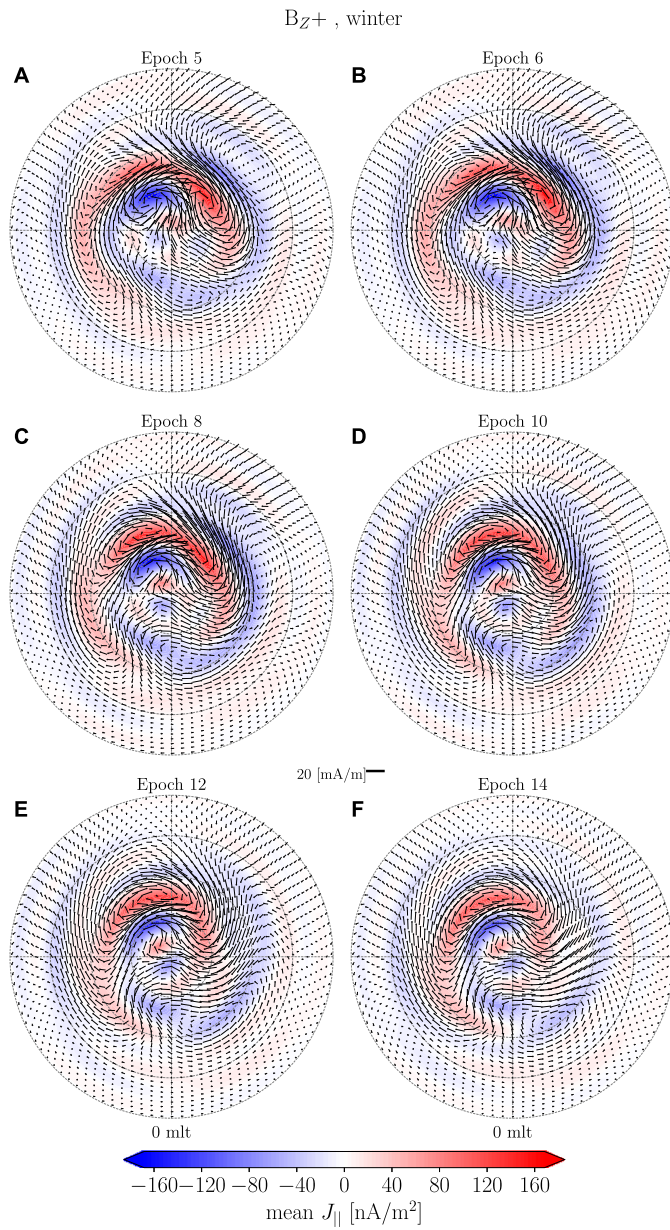 B_Z+ , winter
A Epoch 5
B Epoch 6
C Epoch 8
D Epoch 10
20 [mA/m]
E Epoch 12
F Epoch 14
0 mlt
0 mlt
−160 −120 −80 −40 0 40 80 120 160
mean J_{||} [nA/m²]